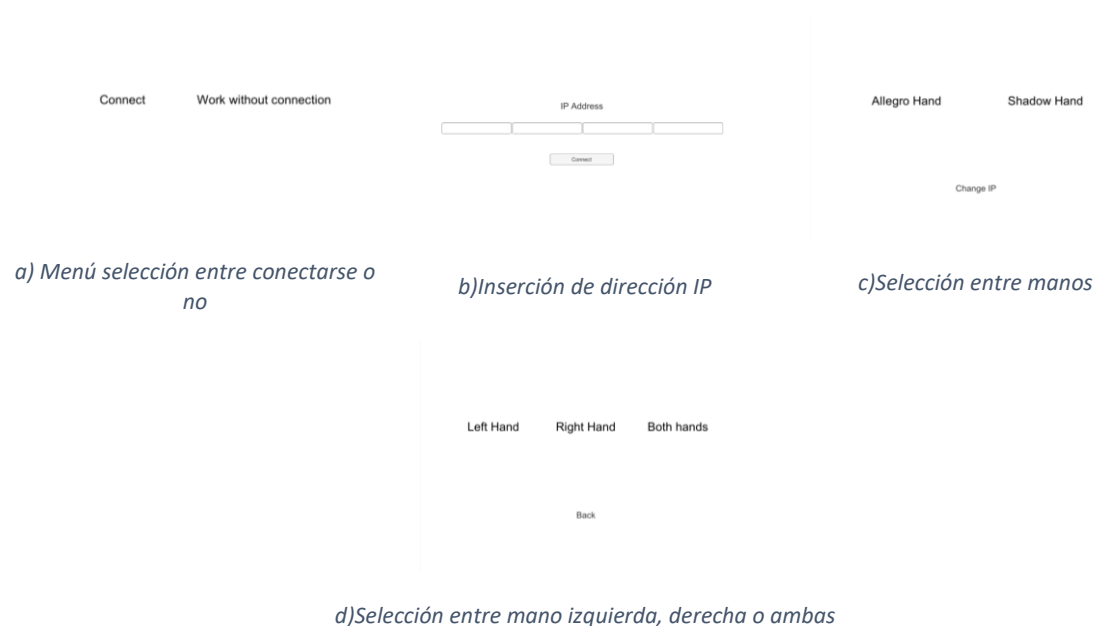 Connect Work without connection
IP Address
Connect
Allegro Hand Shadow Hand
Change IP
a) Menú selección entre conectarse o
no
b)Inserción de dirección IP
c)Selección entre manos
Left Hand Right Hand Both hands
Back
d)Selección entre mano izquierda, derecha o ambas